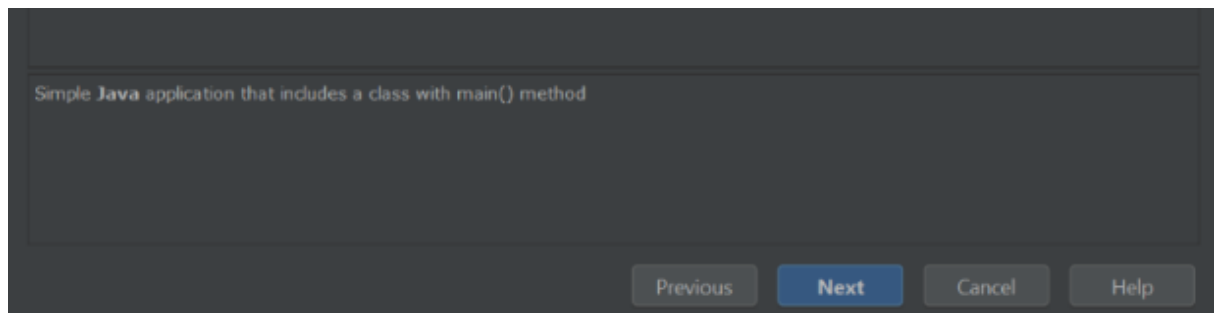 Simple Java application that includes a class with main() method
Previous Next Cancel Help